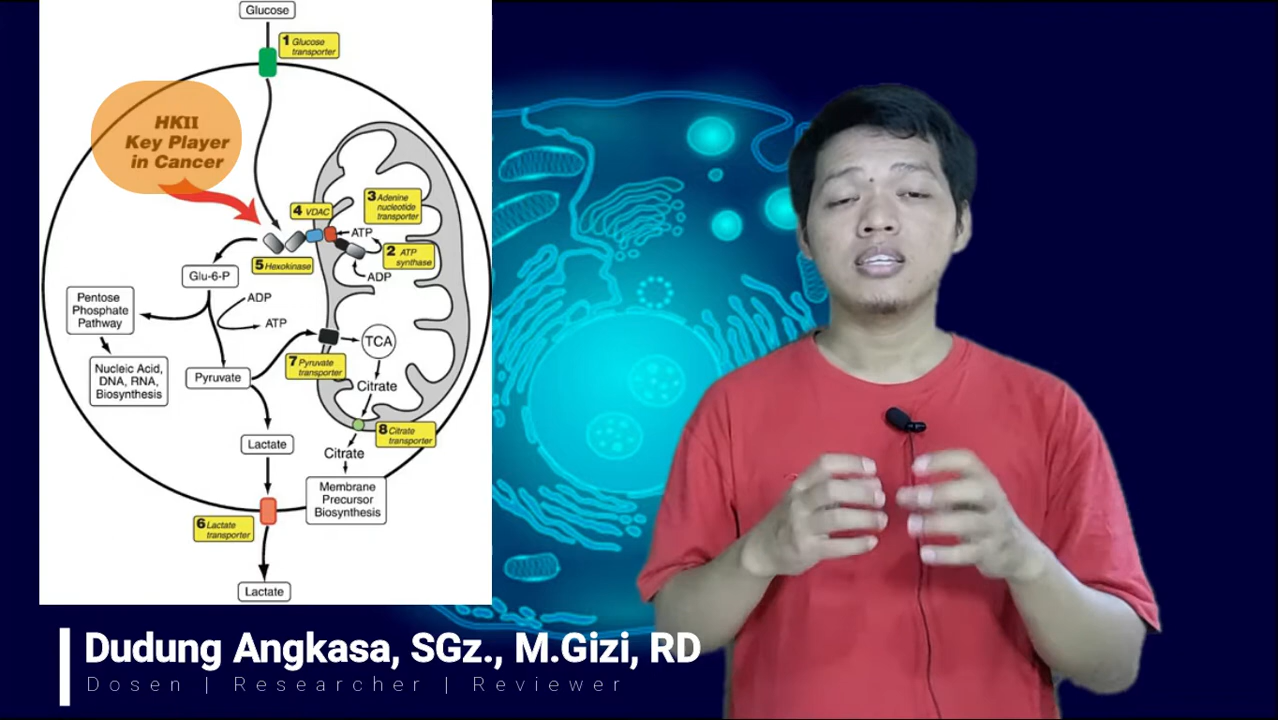 Glucose
1 Glucose
transporter
HKII
Key Player
in Cancer
3 Adenine
nucleotide
transporter
4 VDAC
ATP
2 ATP
synthase
5 Hexokinase
ADP
Glu-6-P
Pentose
Phosphate
Pathway
ADP
ATP
TCA
7 Pyruvate
transporter
Nucleic Acid,
DNA, RNA,
Biosynthesis
Pyruvate
Citrate
8 Citrate
transporter
Lactate
Citrate
Membrane
Precursor
Biosynthesis
6 Lactate
transporter
Lactate
Dudung Angkasa, SGz., M.Gizi, RD
Dosen | Researcher | Reviewer